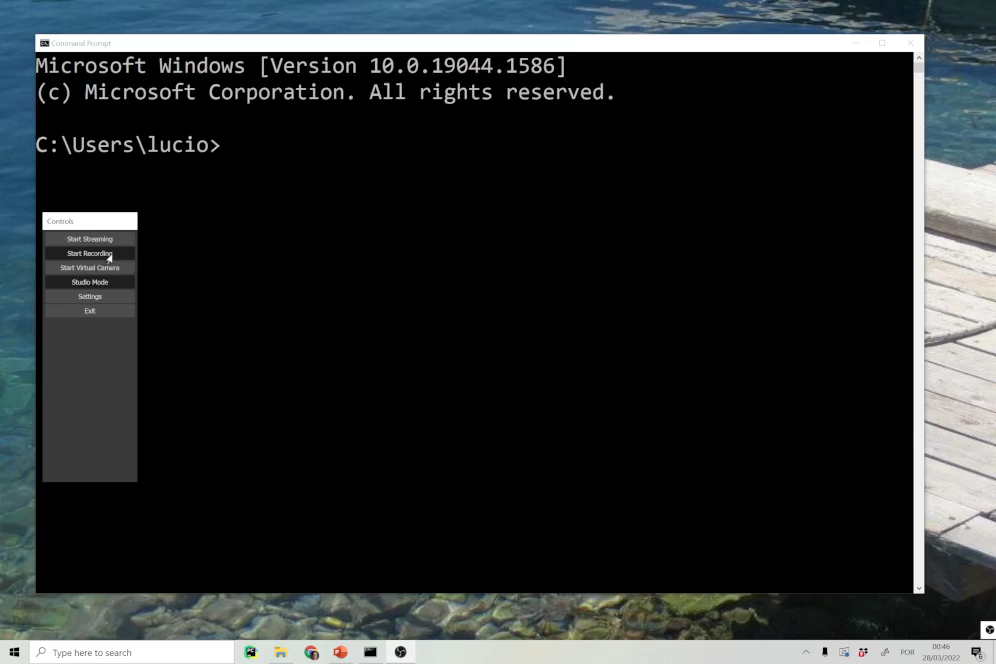 Command Prompt
Microsoft Windows [Version 10.0.19044.1586]
(c) Microsoft Corporation. All rights reserved.
C:\Users\lucio>
Controls
Start Streaming
Start Recording
Start Virtual Camera
Studio Mode
Settings
Exit
Type here to search
PC
POR
00:46
28/03/2022
6